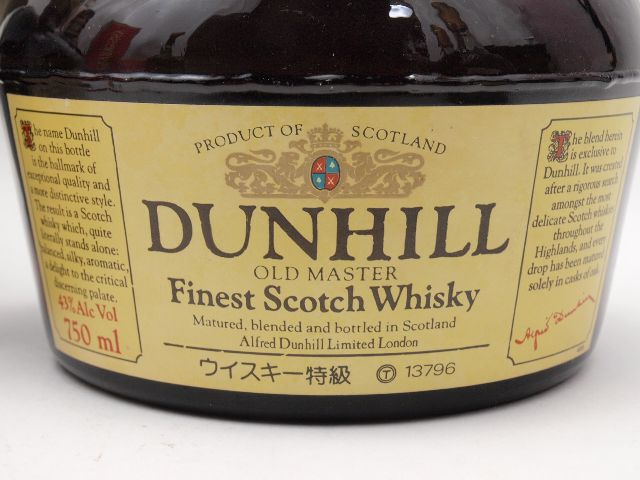 The name Dunhill
on this bottle
is the hallmark of
exceptional quality and
a more distinctive style.
The result is a Scotch
whisky which, quite
literally stands alone:
balanced, silky, aromatic,
a delight to the critical
discerning palate.
43% Alc Vol
750 ml
PRODUCT OF SCOTLAND
DUNHILL
OLD MASTER
Finest Scotch Whisky
Matured, blended and bottled in Scotland
Alfred Dunhill Limited London
ウイスキー特級 Ⓣ 13796
The blend herein
is exclusive to
Dunhill. It was created
after a rigorous search
amongst the most
delicate Scotch whiskies
throughout the
Highlands, and every
drop has been matured
solely in casks of oak.
Alfred Dunhill